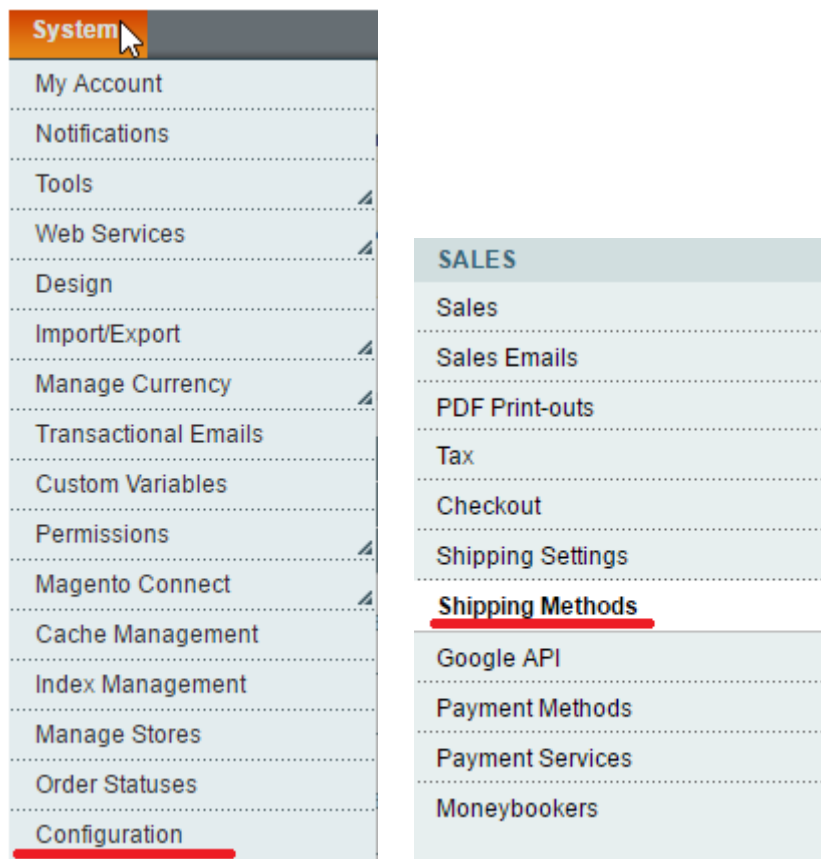 System
My Account
Notifications
Tools
Web Services
Design
Import/Export
Manage Currency
Transactional Emails
Custom Variables
Permissions
Magento Connect
Cache Management
Index Management
Manage Stores
Order Statuses
Configuration
SALES
Sales
Sales Emails
PDF Print-outs
Tax
Checkout
Shipping Settings
Shipping Methods
Google API
Payment Methods
Payment Services
Moneybookers